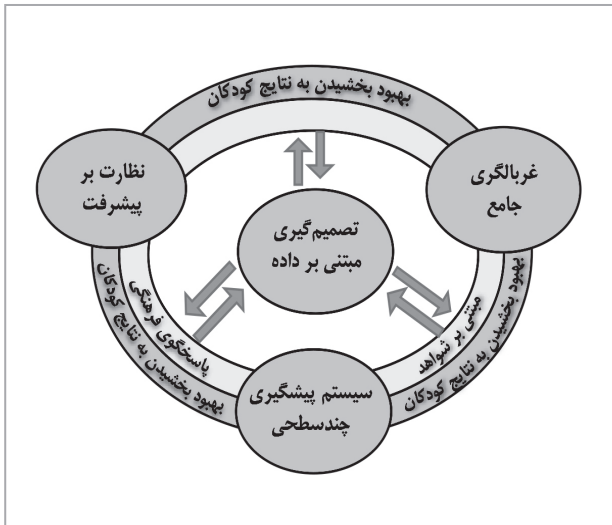 بهبود بخشیدن به نتایج کودکان
غربالگری
جامع
نظارت بر
پیشرفت
تصمیم‌گیری
مبتنی بر داده
مبتنی بر شواهد
بهبود بخشیدن به نتایج کودکان
پاسخگوی فرهنگی
بهبود بخشیدن به نتایج کودکان
سیستم پیشگیری
چندسطحی